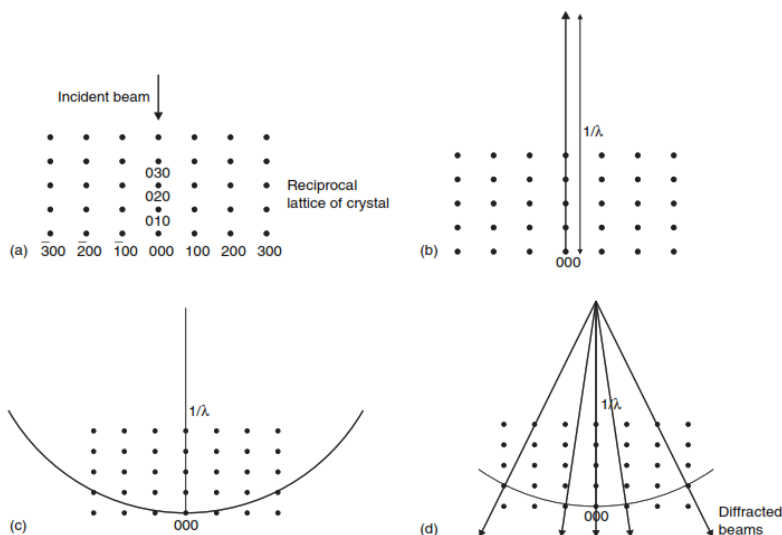 Incident beam
030
020
010
Reciprocal
lattice of crystal
(a)
3̅00 2̅00 1̅00 000 100 200 300
1/λ
000
(b)
1/λ
000
(c)
1/λ
000
Diffracted
beams
(d)